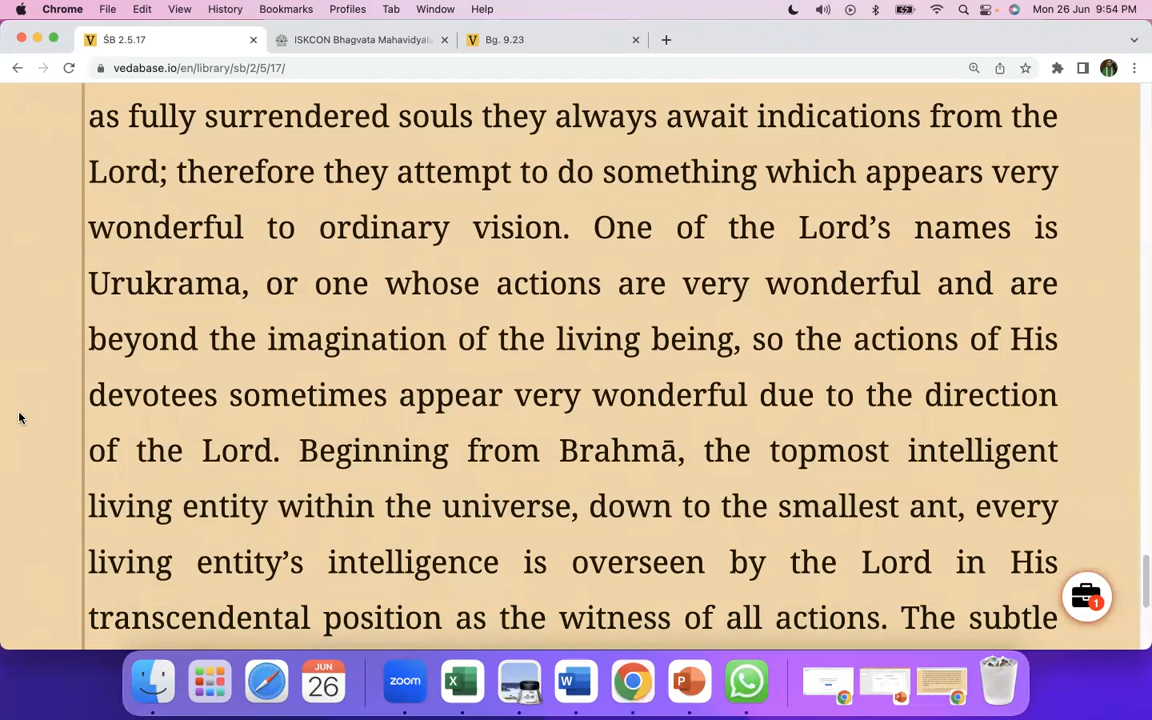 Chrome File Edit View History Bookmarks Profiles Tab Window Help Mon 26 Jun 9:54 PM
ŚB 2.5.17 ISKCON Bhagvata Mahavidyala Bg. 9.23
vedabase.io/en/library/sb/2/5/17/
as fully surrendered souls they always await indications from the
Lord; therefore they attempt to do something which appears very
wonderful to ordinary vision. One of the Lord’s names is
Urukrama, or one whose actions are very wonderful and are
beyond the imagination of the living being, so the actions of His
devotees sometimes appear very wonderful due to the direction
of the Lord. Beginning from Brahmā, the topmost intelligent
living entity within the universe, down to the smallest ant, every
living entity’s intelligence is overseen by the Lord in His
transcendental position as the witness of all actions. The subtle
1
JUN
26
zoom
X
W
P